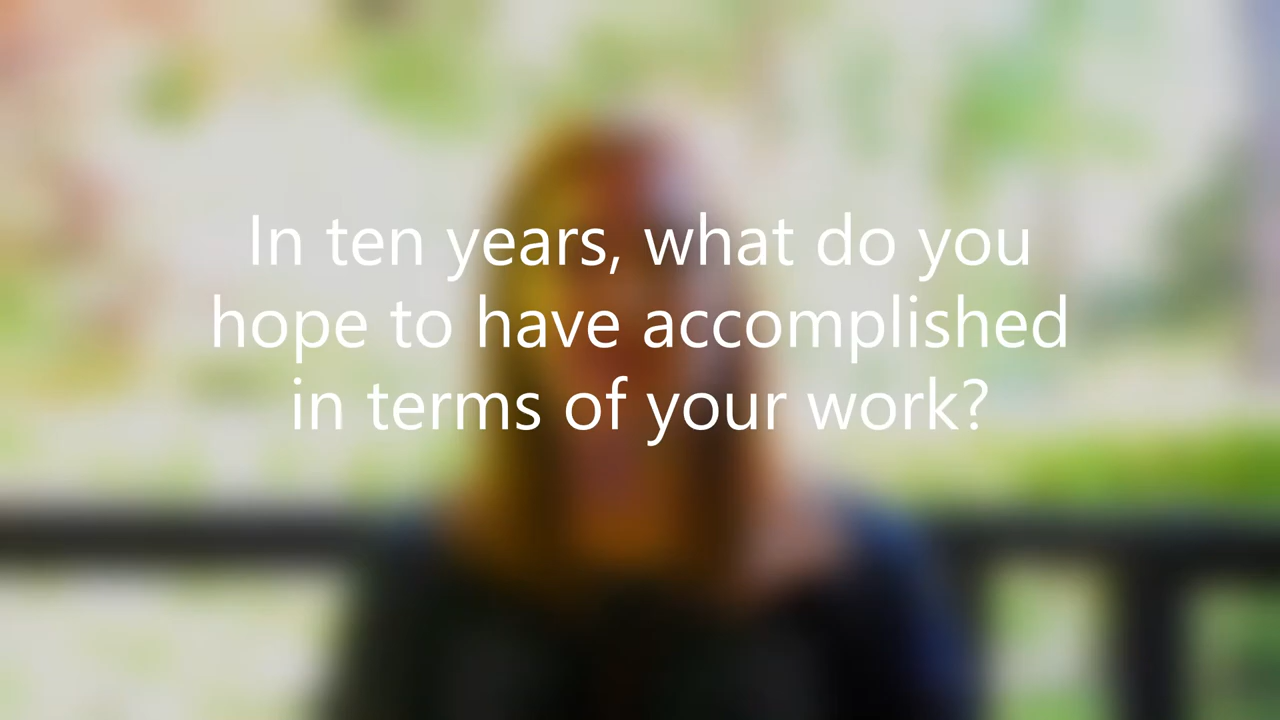 In ten years, what do you
hope to have accomplished
in terms of your work?